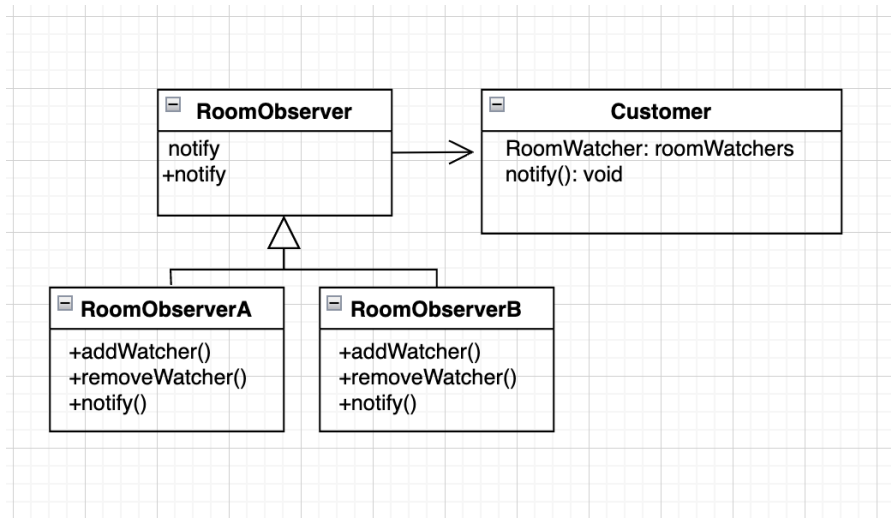 RoomObserver
notify
+notify
Customer
RoomWatcher: roomWatchers
notify(): void
RoomObserverA
+addWatcher()
+removeWatcher()
+notify()
RoomObserverB
+addWatcher()
+removeWatcher()
+notify()